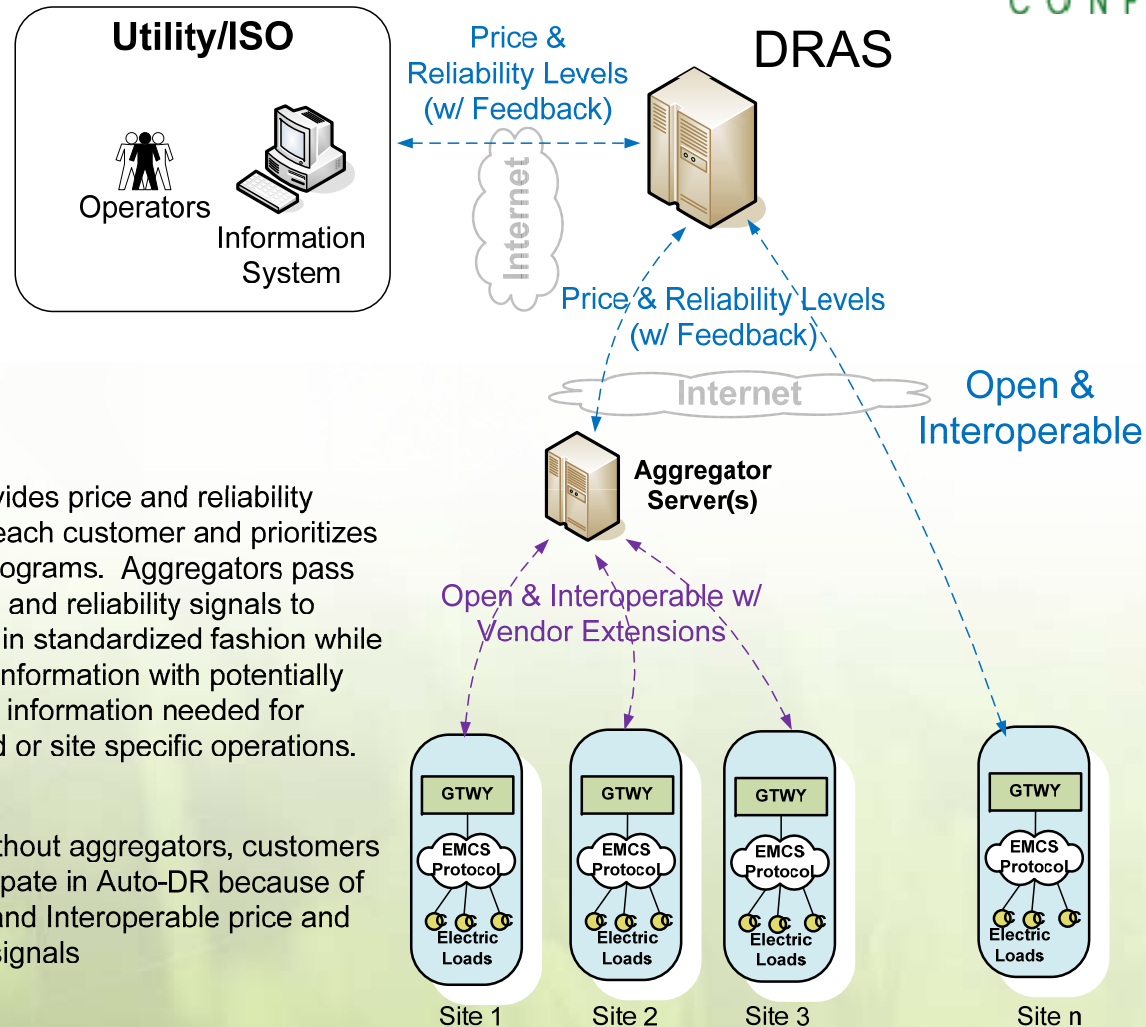 CONF
Utility/ISO
Operators
Information
System
Price &
Reliability Levels
(w/ Feedback)
Internet
DRAS
Price & Reliability Levels
(w/ Feedback)
Internet
Open &
Interoperable
Aggregator
Server(s)
Open & Interoperable w/
Vendor Extensions
vides price and reliability
each customer and prioritizes
ograms. Aggregators pass
and reliability signals to
in standardized fashion while
nformation with potentially
information needed for
d or site specific operations.
thout aggregators, customers
pate in Auto-DR because of
and Interoperable price and
signals
GTWY
EMCS
Protocol
C C C
Electric
Loads
Site 1
GTWY
EMCS
Protocol
C C C
Electric
Loads
Site 2
GTWY
EMCS
Protocol
C C C
Electric
Loads
Site 3
GTWY
EMCS
Protocol
C C C
Electric
Loads
Site n